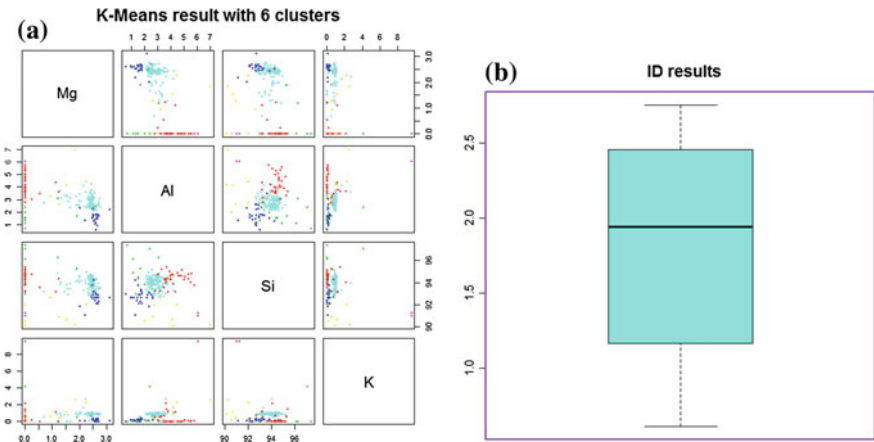 K-Means result with 6 clusters
(a)
1 2 3 4 5 6 7
0 2 4 6 8
Mg
0.0 1.0 2.0 3.0
1 2 3 4 5 6 7
Al
Si
90 92 94 96
0 2 4 6 8
K
0.0 1.0 2.0 3.0
90 92 94 96
(b)
ID results
1.0 1.5 2.0 2.5